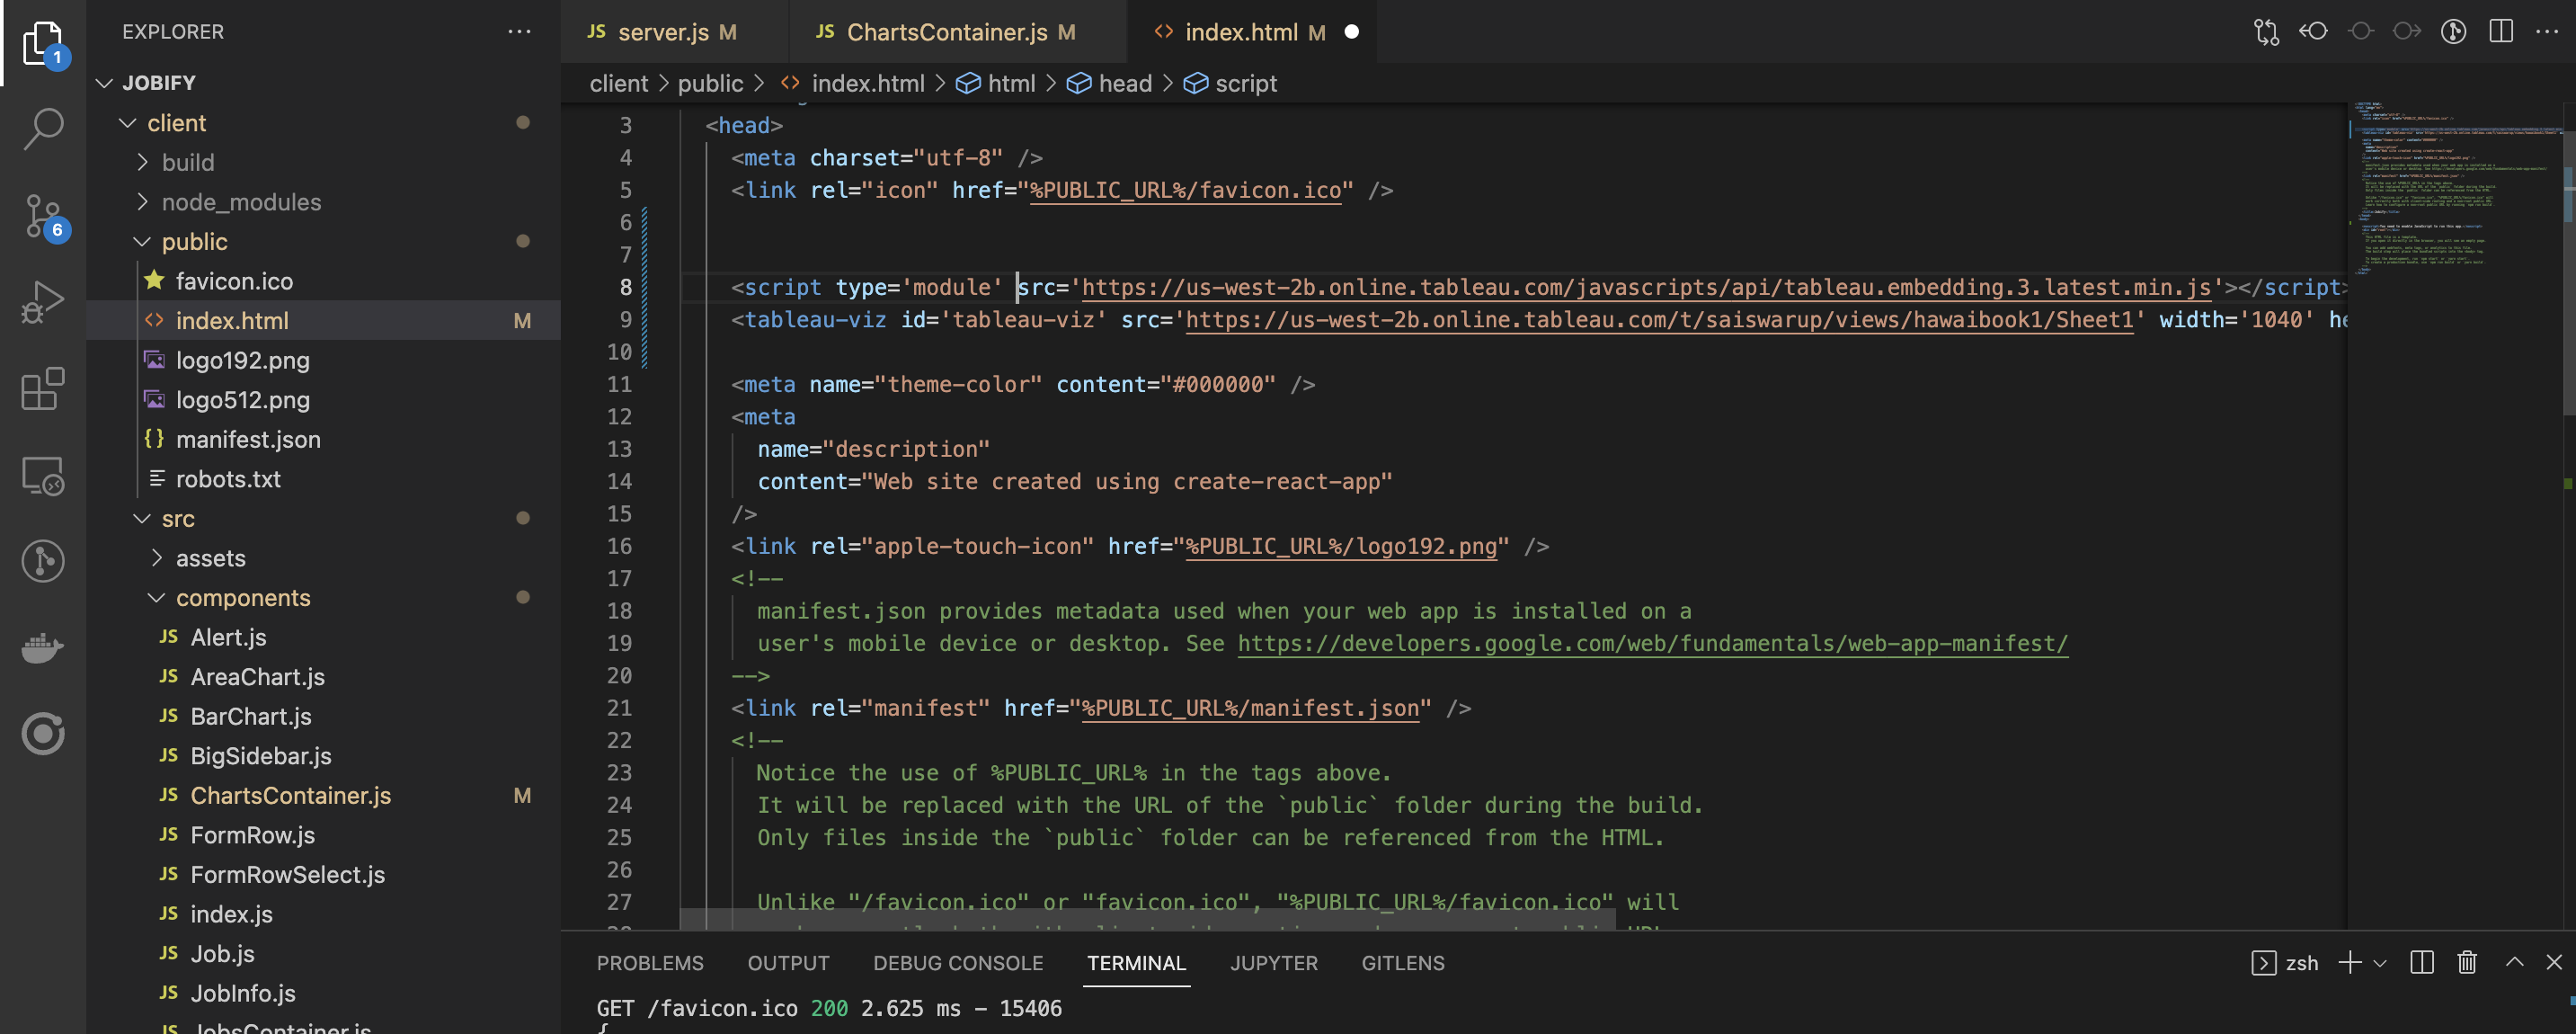 EXPLORER
JOBIFY
client
build
node_modules
public
favicon.ico
index.html M
logo192.png
logo512.png
manifest.json
robots.txt
src
assets
components
JS Alert.js
JS AreaChart.js
JS BarChart.js
JS BigSidebar.js
JS ChartsContainer.js M
JS FormRow.js
JS FormRowSelect.js
JS index.js
JS Job.js
JS JobInfo.js
JS JobsContainer.js
1
6
JS server.js M
JS ChartsContainer.js M
<> index.html M
client > public > <> index.html > html > head > script
3 <head>
4 <meta charset="utf-8" />
5 <link rel="icon" href="%PUBLIC_URL%/favicon.ico" />
6
7
8 <script type='module' src='https://us-west-2b.online.tableau.com/javascripts/api/tableau.embedding.3.latest.min.js'></script>
9 <tableau-viz id='tableau-viz' src='https://us-west-2b.online.tableau.com/t/saiswarup/views/hawaibook1/Sheet1' width='1040' he
10
11 <meta name="theme-color" content="#000000" />
12 <meta
13 name="description"
14 content="Web site created using create-react-app"
15 />
16 <link rel="apple-touch-icon" href="%PUBLIC_URL%/logo192.png" />
17 <!--
18 manifest.json provides metadata used when your web app is installed on a
19 user's mobile device or desktop. See https://developers.google.com/web/fundamentals/web-app-manifest/
20 -->
21 <link rel="manifest" href="%PUBLIC_URL%/manifest.json" />
22 <!--
23 Notice the use of %PUBLIC_URL% in the tags above.
24 It will be replaced with the URL of the `public` folder during the build.
25 Only files inside the `public` folder can be referenced from the HTML.
26
27 Unlike "/favicon.ico" or "favicon.ico", "%PUBLIC_URL%/favicon.ico" will
PROBLEMS OUTPUT DEBUG CONSOLE TERMINAL JUPYTER GITLENS
zsh
GET /favicon.ico 200 2.625 ms - 15406
{